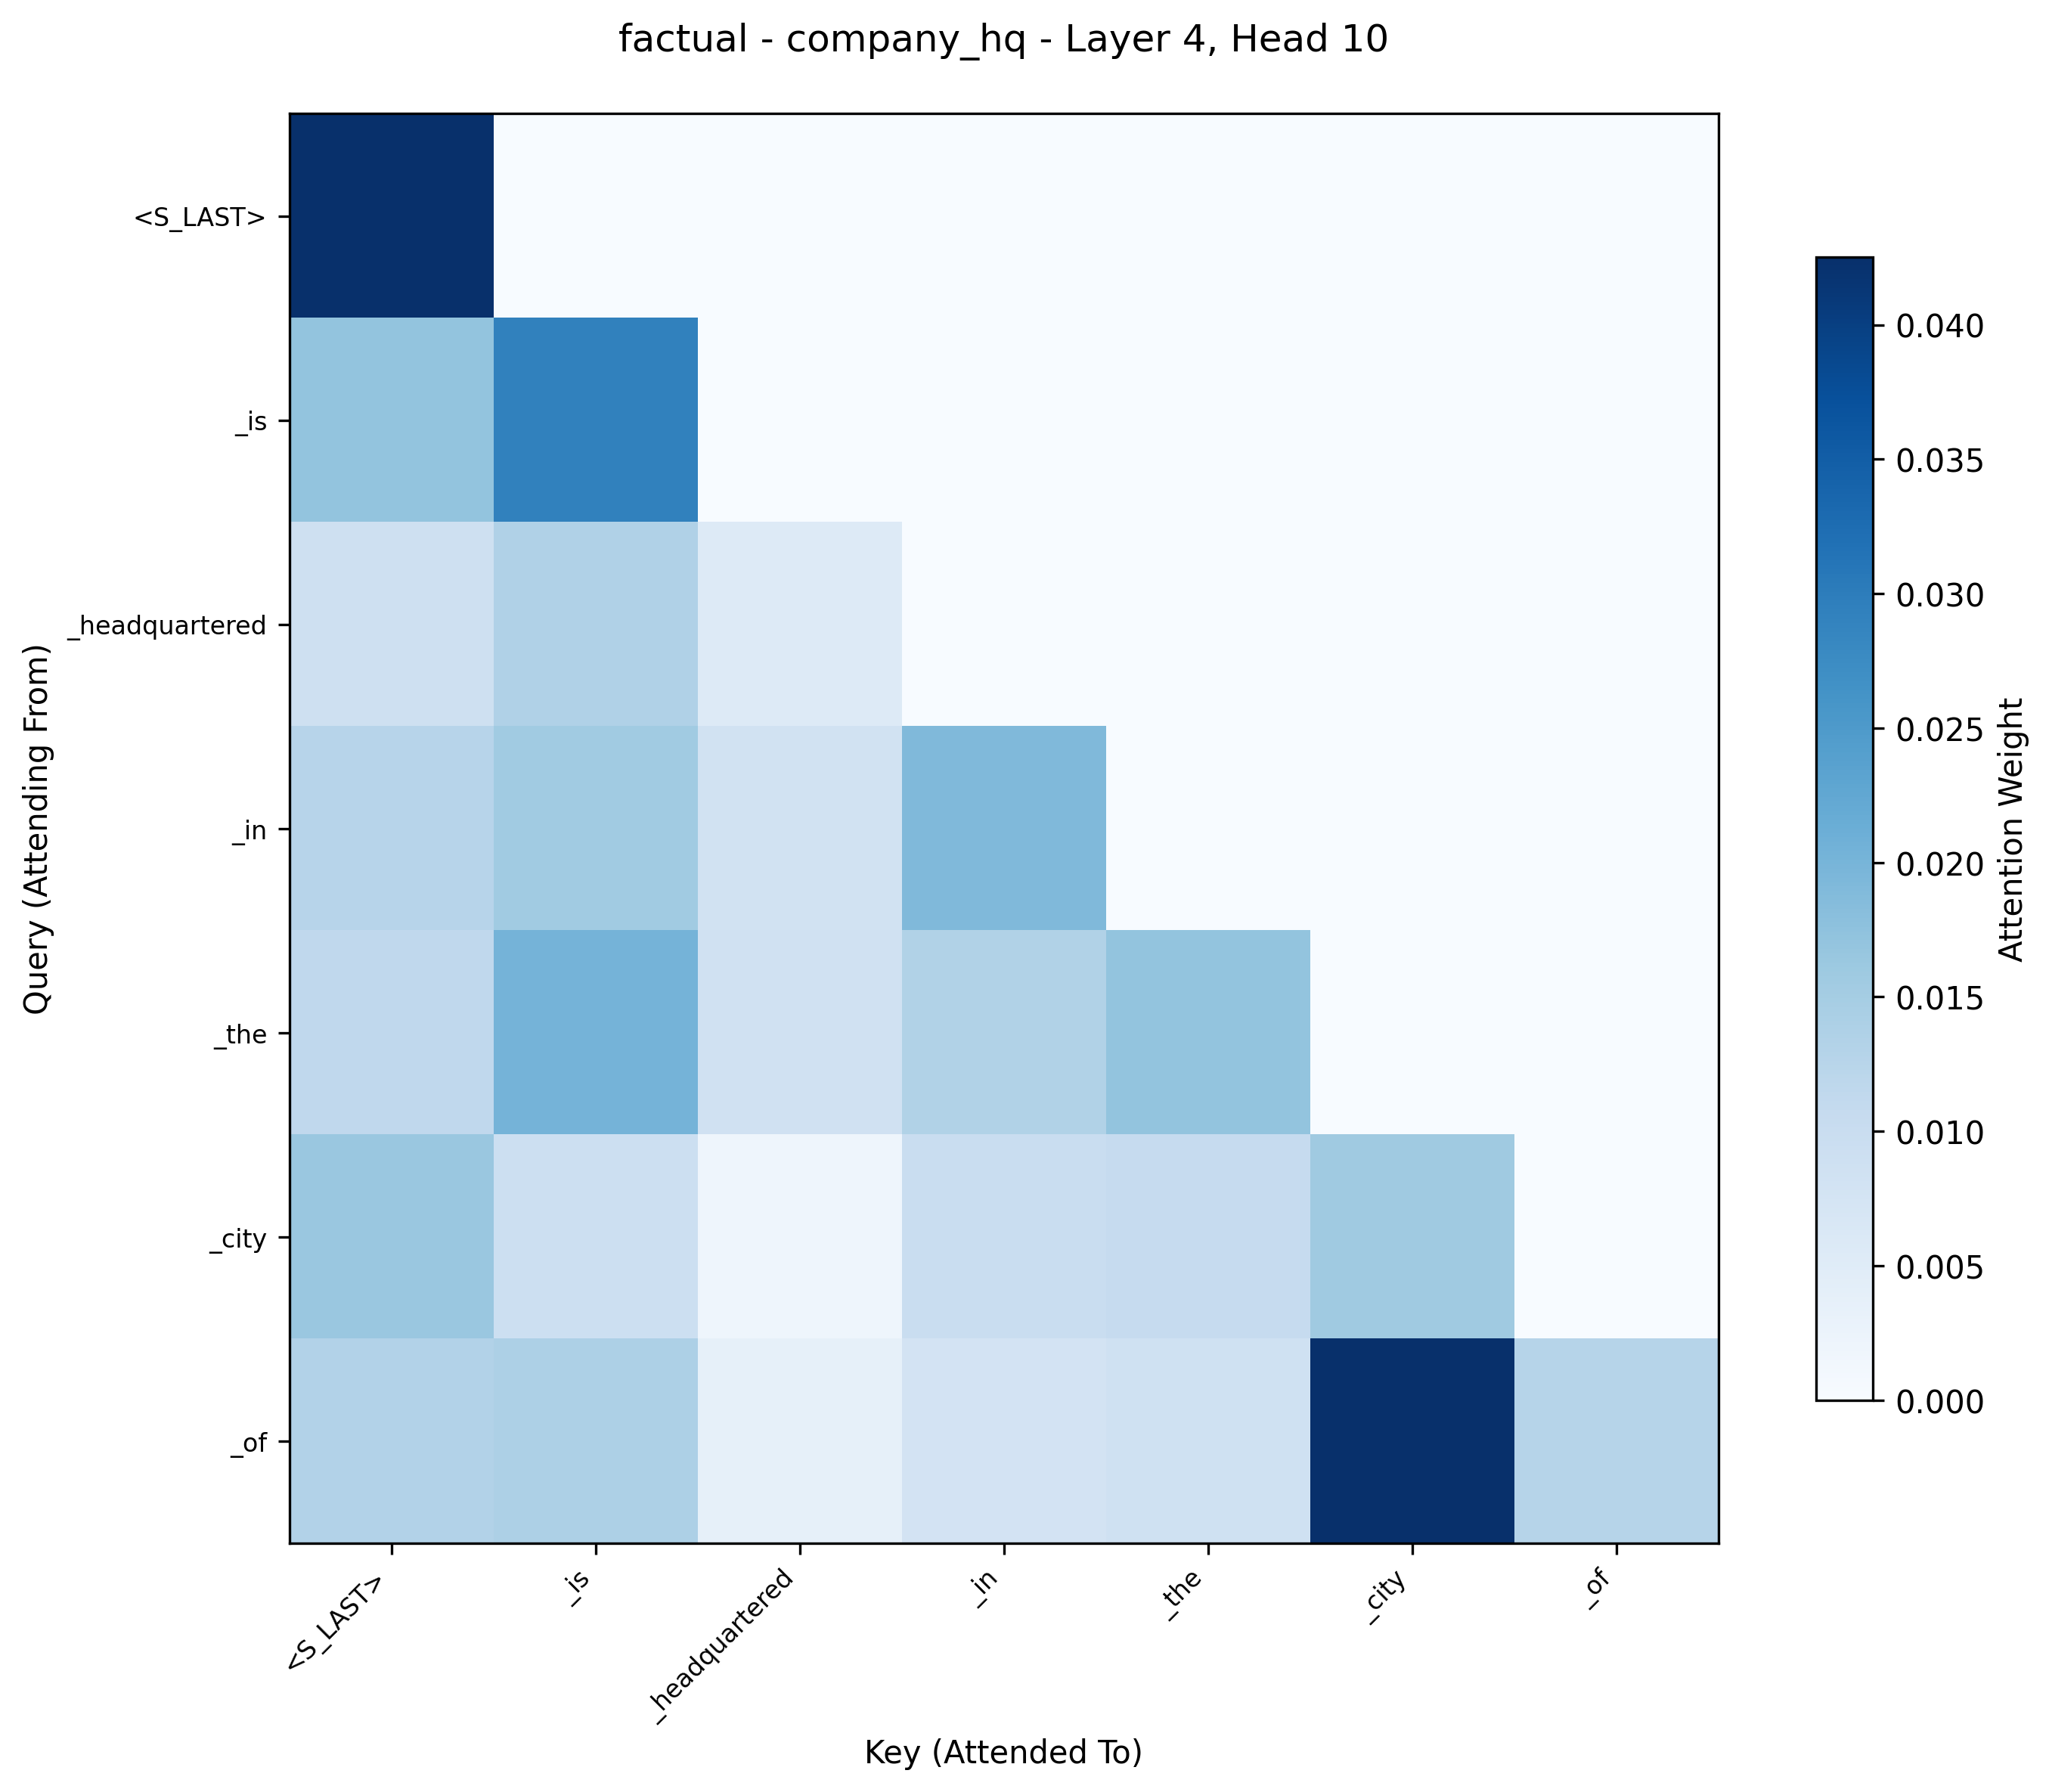 factual - company_hq - Layer 4, Head 10
Query (Attending From)
<S_LAST>
_is
_headquartered
_in
_the
_city
_of
<S_LAST>
_is
_headquartered
_in
_the
_city
_of
Key (Attended To)
0.040
0.035
0.030
0.025
0.020
0.015
0.010
0.005
0.000
Attention Weight